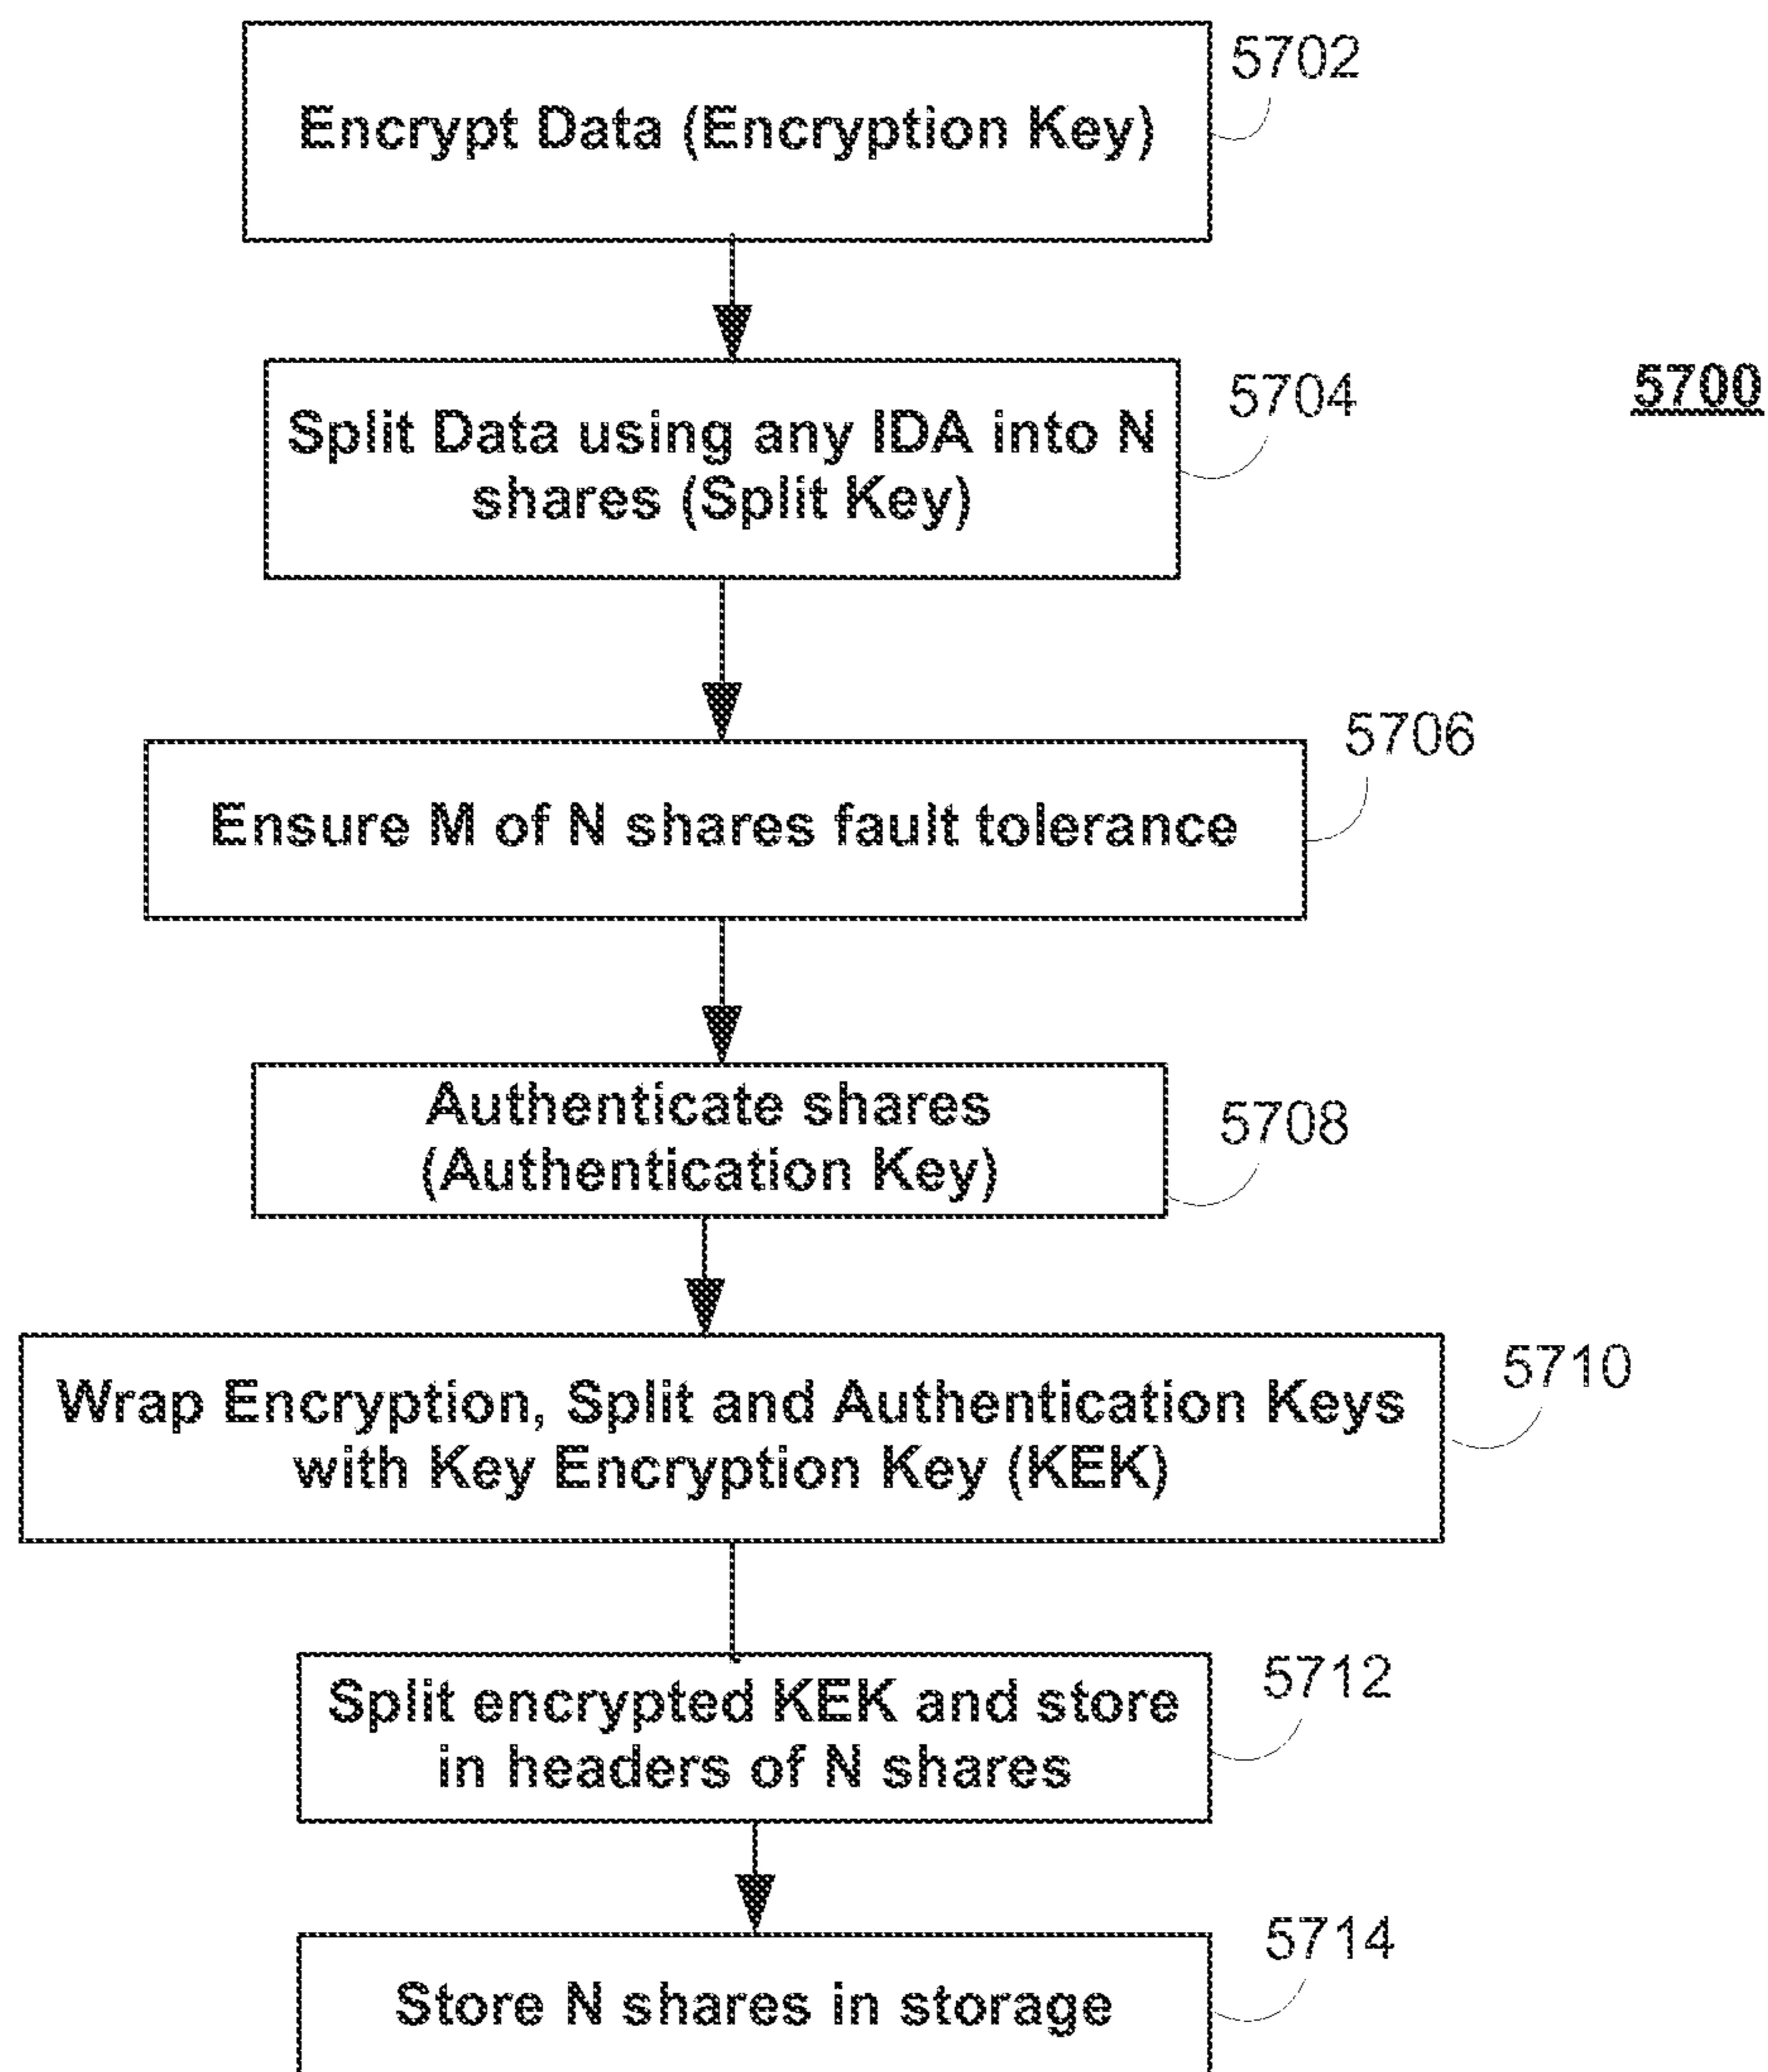 5702
Encrypt Data (Encryption Key)
5704
5700
Split Data using any IDA into N
shares (Split Key)
5706
Ensure M of N shares fault tolerance
Authenticate shares
5708
(Authentication Key)
5710
Wrap Encryption, Split and Authentication Keys
with Key Encryption Key (KEK)
5712
Split encrypted KEK and store
in headers of N shares
5714
Store N shares in storage